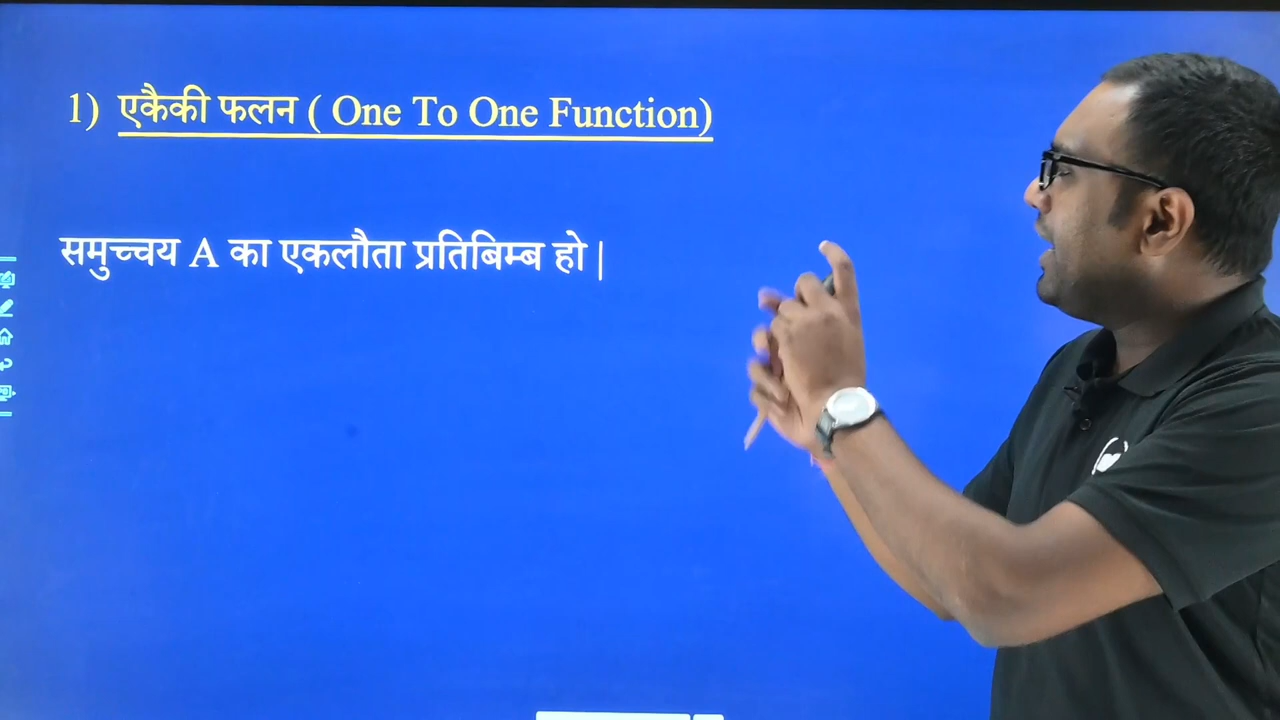 1) एकैकी फलन ( One To One Function)
समुच्चय A का एकलौता प्रतिबिम्ब हो |